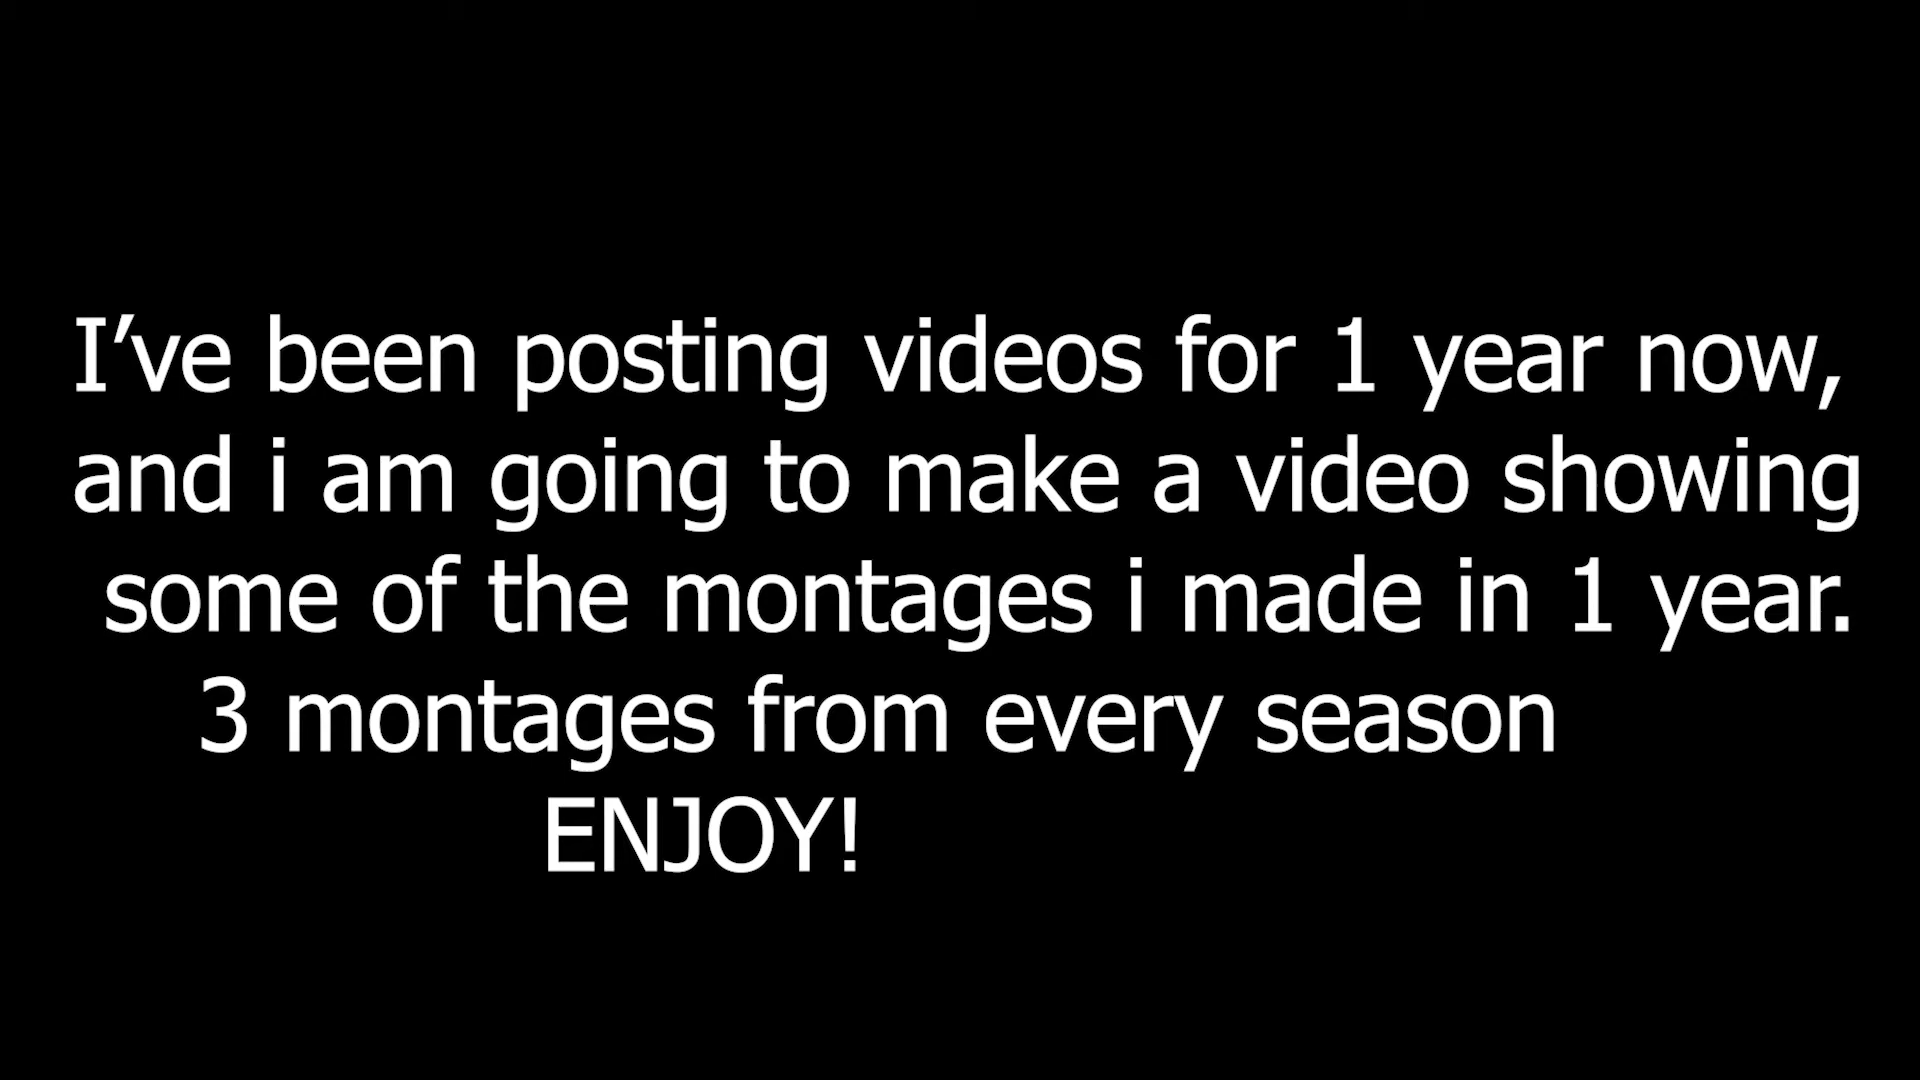 I’ve been posting videos for 1 year now,
and i am going to make a video showing
some of the montages i made in 1 year.
3 montages from every season
ENJOY!